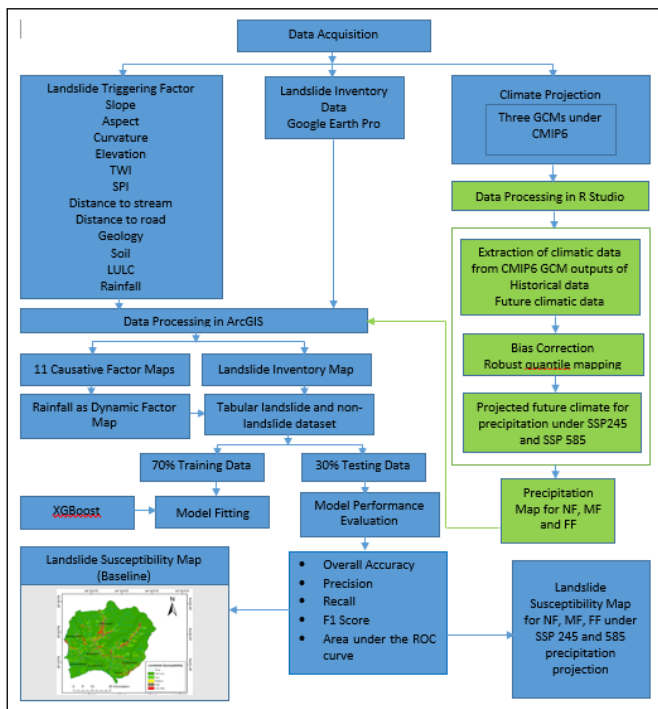 Data Acquisition
Landslide Triggering Factor
Slope
Aspect
Curvature
Elevation
TWI
SPI
Distance to stream
Distance to road
Geology
Soil
LULC
Rainfall
Landslide Inventory
Data
Google Earth Pro
Climate Projection
Three GCMs under
CMIP6
Data Processing in R Studio
Extraction of climatic data
from CMIP6 GCM outputs of
Historical data
Future climatic data
Bias Correction
Robust quantile mapping
Projected future climate for
precipitation under SSP245
and SSP 585
Precipitation
Map for NF, MF
and FF
Data Processing in ArcGIS
11 Causative Factor Maps
Landslide Inventory Map
Rainfall as Dynamic Factor
Map
Tabular landslide and non-
landslide dataset
70% Training Data
30% Testing Data
XGBoost
Model Fitting
Model Performance
Evaluation
Landslide Susceptibility Map
(Baseline)
• Overall Accuracy
• Precision
• Recall
• F1 Score
• Area under the ROC
curve
Landslide
Susceptibility Map
for NF, MF, FF under
SSP 245 and 585
precipitation
projection
N